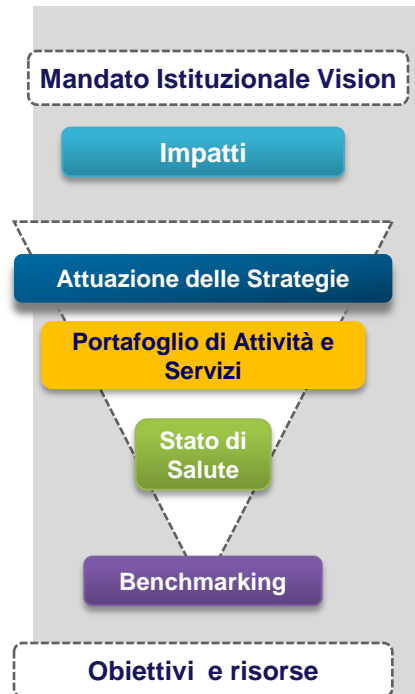 Mandato Istituzionale Vision
Impatti
Attuazione delle Strategie
Portafoglio di Attività e
Servizi
Stato di
Salute
Benchmarking
Obiettivi e risorse